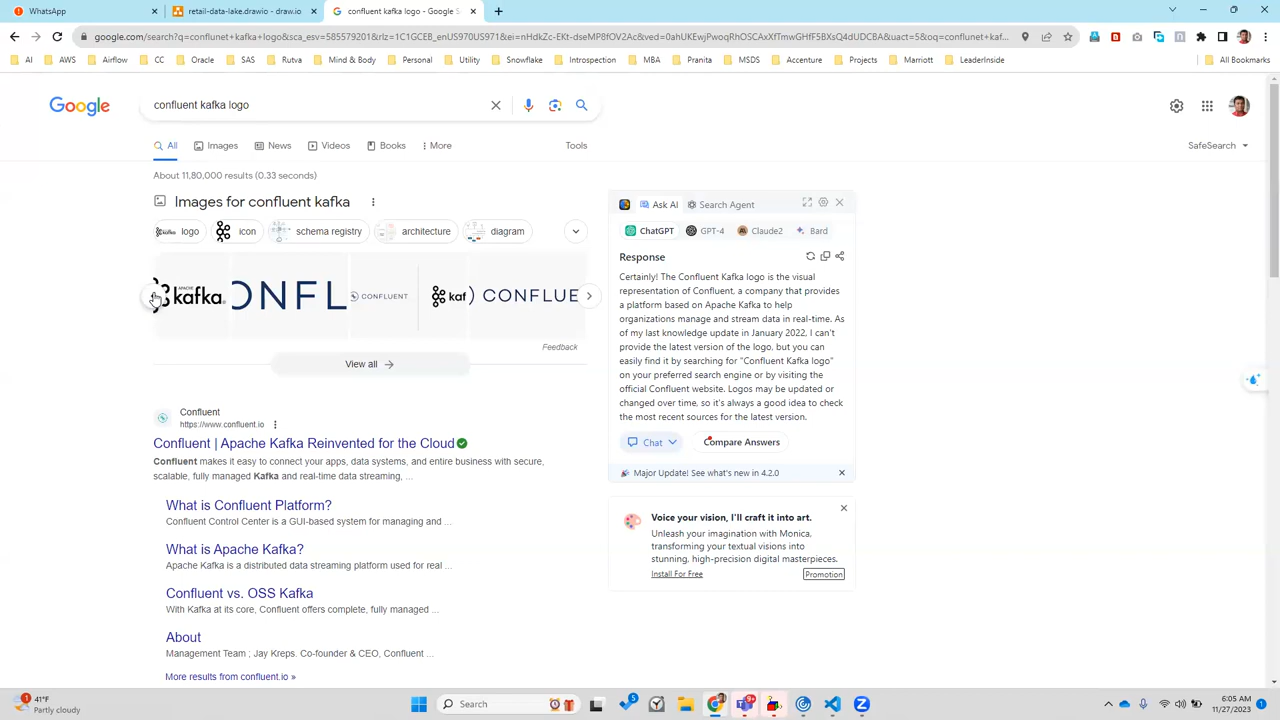 WhatsApp
retail-data-lake.drawio - draw.io
confluent kafka logo - Google S
google.com/search?q=conflunet+kafka+logo&sca_esv=585579201&rlz=1C1GCEB_enUS970US971&ei=nHdkZc-EKt-dseMP8fOV2Ac&ved=0ahUKEwjPwoqRhOSCAxXfTmwGHfF5BXsQ4dUDCBA&uact=5&oq=conflunet+kaf...
AI
AWS
Airflow
CC
Oracle
SAS
Rutva
Mind & Body
Personal
Utility
Snowflake
Introspection
MBA
Pranita
MSDS
Accenture
Projects
Marriott
LeaderInside
All Bookmarks
Google
confluent kafka logo
All
Images
News
Videos
Books
More
Tools
SafeSearch
About 11,80,000 results (0.33 seconds)
Images for confluent kafka
logo
icon
schema registry
architecture
diagram
APACHE
kafka
ONFL
CONFLUENT
kaf
CONFLUE
Feedback
View all
Confluent
https://www.confluent.io
Confluent | Apache Kafka Reinvented for the Cloud
Confluent makes it easy to connect your apps, data systems, and entire business with secure,
scalable, fully managed Kafka and real-time data streaming, ...
What is Confluent Platform?
Confluent Control Center is a GUI-based system for managing and ...
What is Apache Kafka?
Apache Kafka is a distributed data streaming platform used for real ...
Confluent vs. OSS Kafka
With Kafka at its core, Confluent offers complete, fully managed ...
About
Management Team ; Jay Kreps. Co-founder & CEO, Confluent ...
More results from confluent.io »
Ask AI
Search Agent
ChatGPT
GPT-4
Claude2
Bard
Response
Certainly! The Confluent Kafka logo is the visual
representation of Confluent, a company that provides
a platform based on Apache Kafka to help
organizations manage and stream data in real-time. As
of my last knowledge update in January 2022, I can't
provide the latest version of the logo, but you can
easily find it by searching for "Confluent Kafka logo"
on your preferred search engine or by visiting the
official Confluent website. Logos may be updated or
changed over time, so it's always a good idea to check
the most recent sources for the latest version.
Chat
Compare Answers
Major Update! See what's new in 4.2.0
Voice your vision, I'll craft it into art.
Unleash your imagination with Monica,
transforming your textual visions into
stunning, high-precision digital masterpieces.
Install For Free
Promotion
1
41°F
Partly cloudy
Search
5
9+
6:05 AM
11/27/2023
1